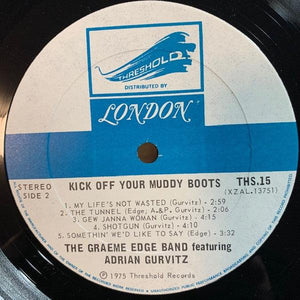 THRESHOLD
DISTRIBUTED BY
LONDON
KICK OFF YOUR MUDDY BOOTS
THS.15
STEREO
(XZAL.13751)
SIDE 2
1. MY LIFE'S NOT WASTED (Gurvitz) - 2:59
2. THE TUNNEL (Edge; A.&P. Gurvitz) - 2:06
3. GEW JANNA WOMAN (Gurvitz) - 4:15
4. SHOTGUN (Gurvitz) - 4:15
5. SOMETHIN' WE'D LIKE TO SAY (Edge) - 3:32
THE GRAEME EDGE BAND featuring
ADRIAN GURVITZ
℗ 1975 Threshold Records